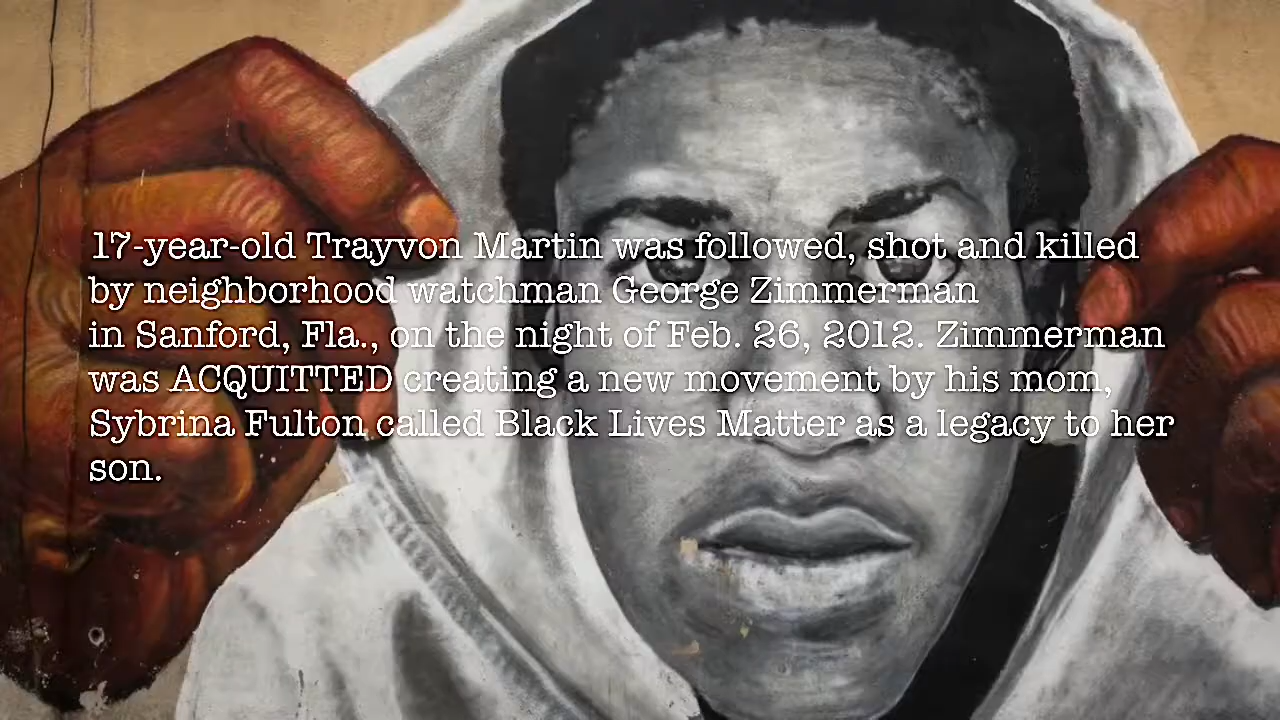 17-year-old Trayvon Martin was followed, shot and killed
by neighborhood watchman George Zimmerman
in Sanford, Fla., on the night of Feb. 26, 2012. Zimmerman
was ACQUITTED creating a new movement by his mom,
Sybrina Fulton called Black Lives Matter as a legacy to her
son.